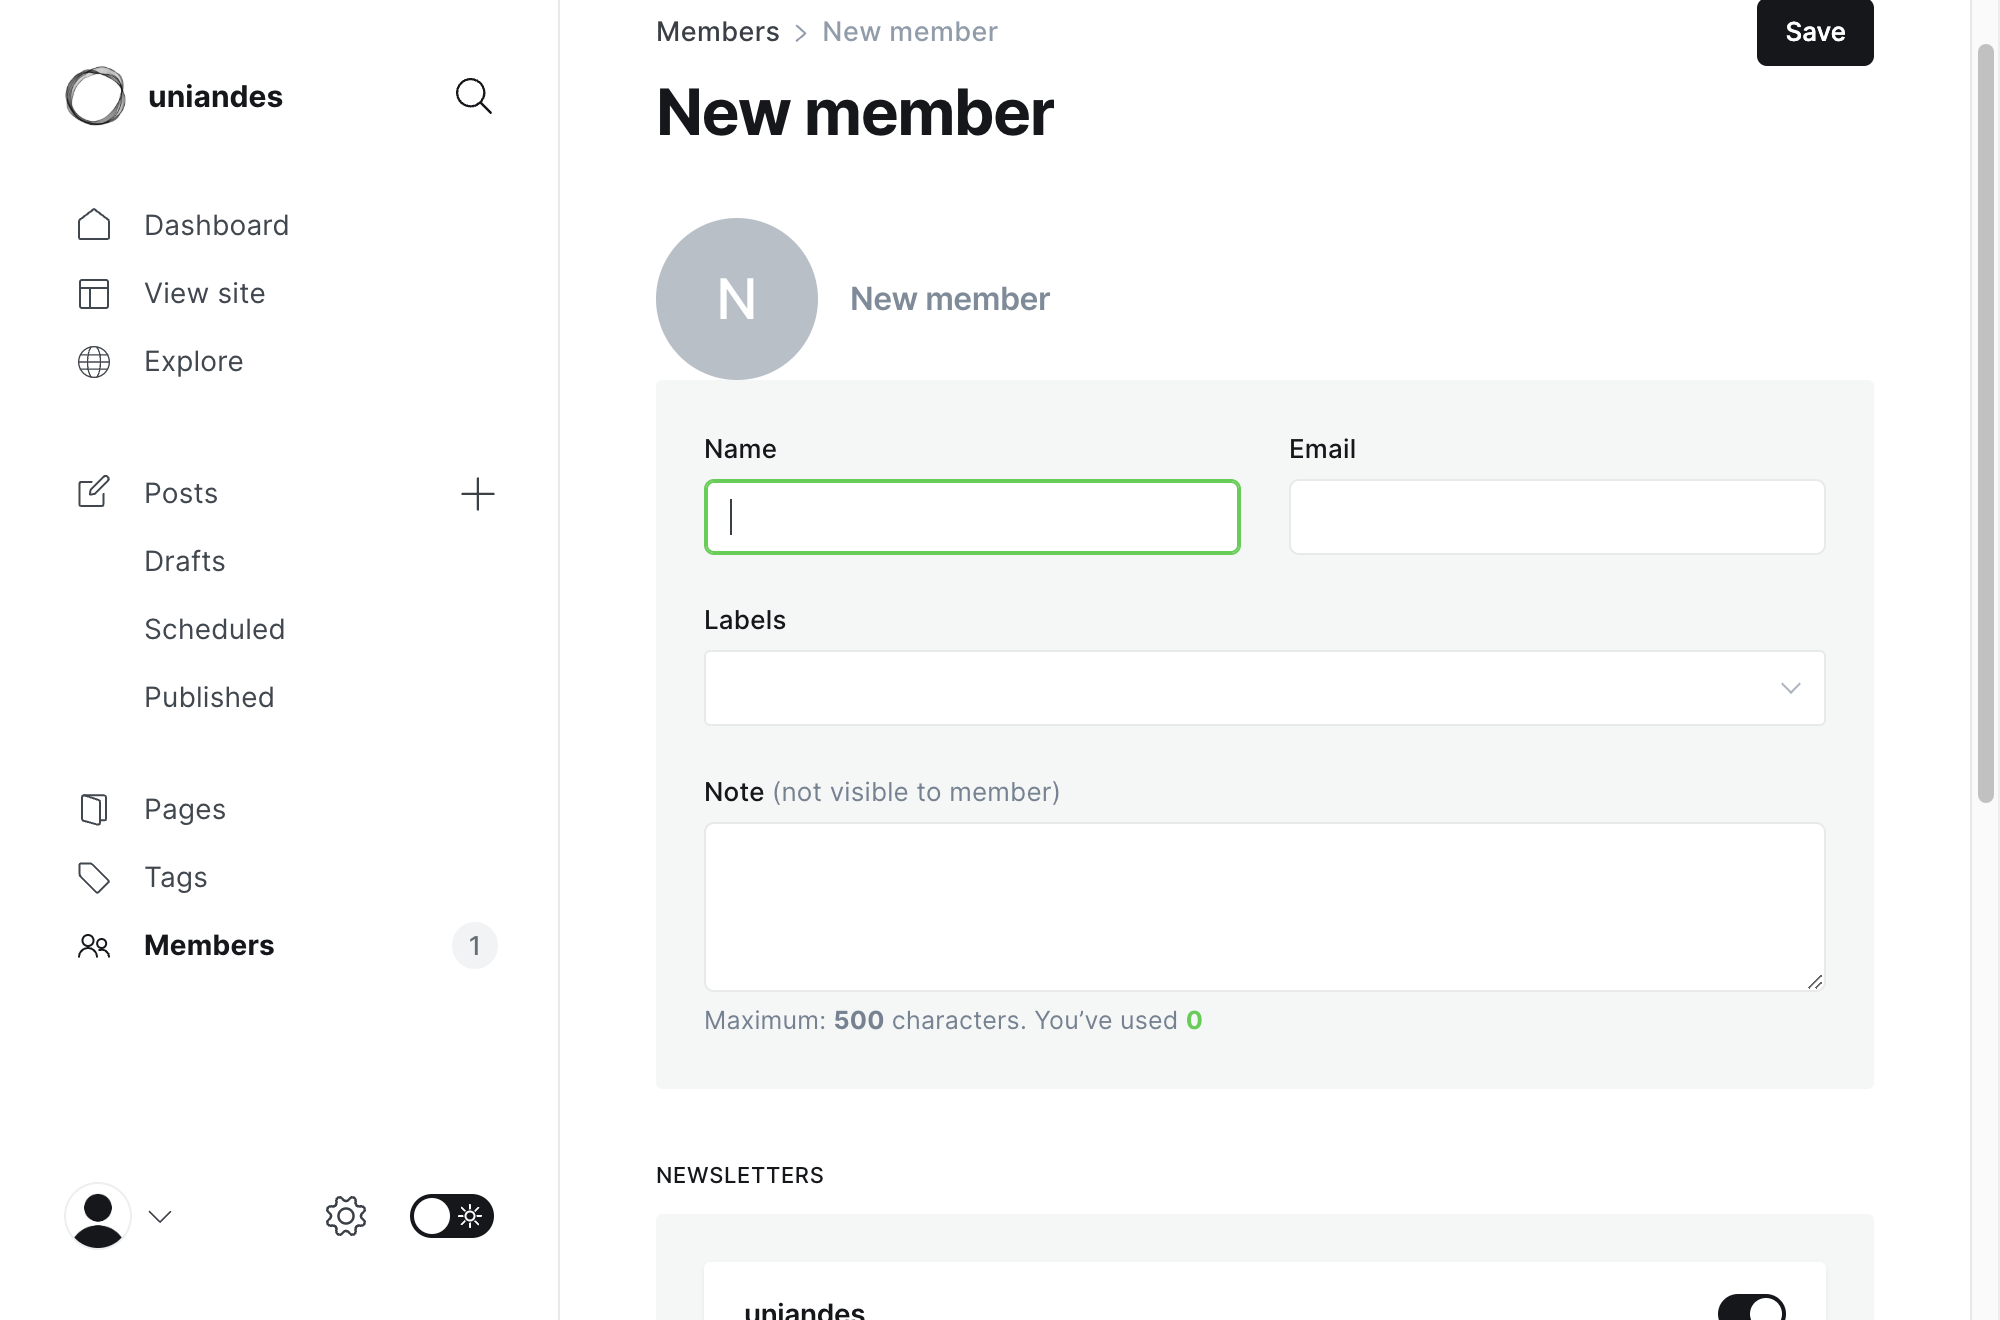 uniandes
Dashboard
View site
Explore
Posts
Drafts
Scheduled
Published
Pages
Tags
Members 1
Members > New member
Save
New member
N
New member
Name
Email
Labels
Note (not visible to member)
Maximum: 500 characters. You’ve used 0
NEWSLETTERS
uniandes